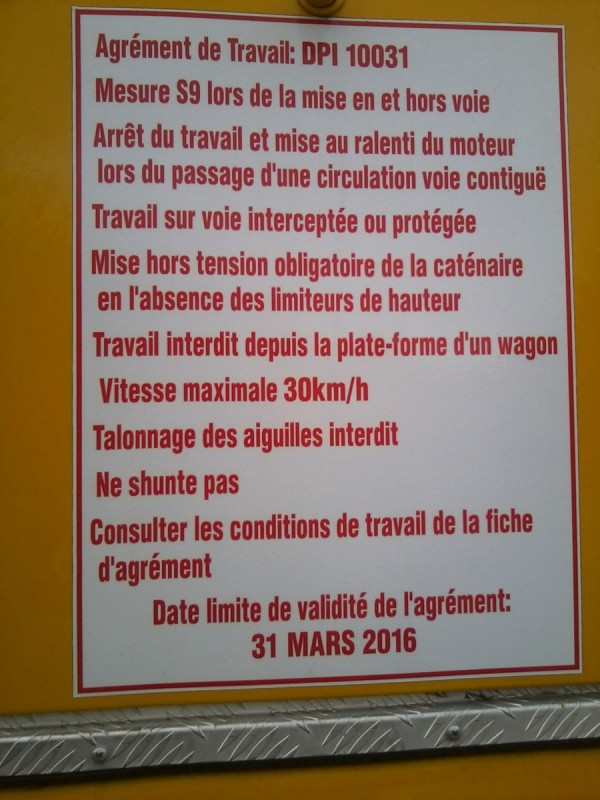 Agrément de Travail: DPI 10031
Mesure S9 lors de la mise en et hors voie
Arrêt du travail et mise au ralenti du moteur
lors du passage d'une circulation voie contiguë
Travail sur voie interceptée ou protégée
Mise hors tension obligatoire de la caténaire
en l'absence des limiteurs de hauteur
Travail interdit depuis la plate-forme d'un wagon
Vitesse maximale 30km/h
Talonnage des aiguilles interdit
Ne shunte pas
Consulter les conditions de travail de la fiche
d'agrément
Date limite de validité de l'agrément:
31 MARS 2016